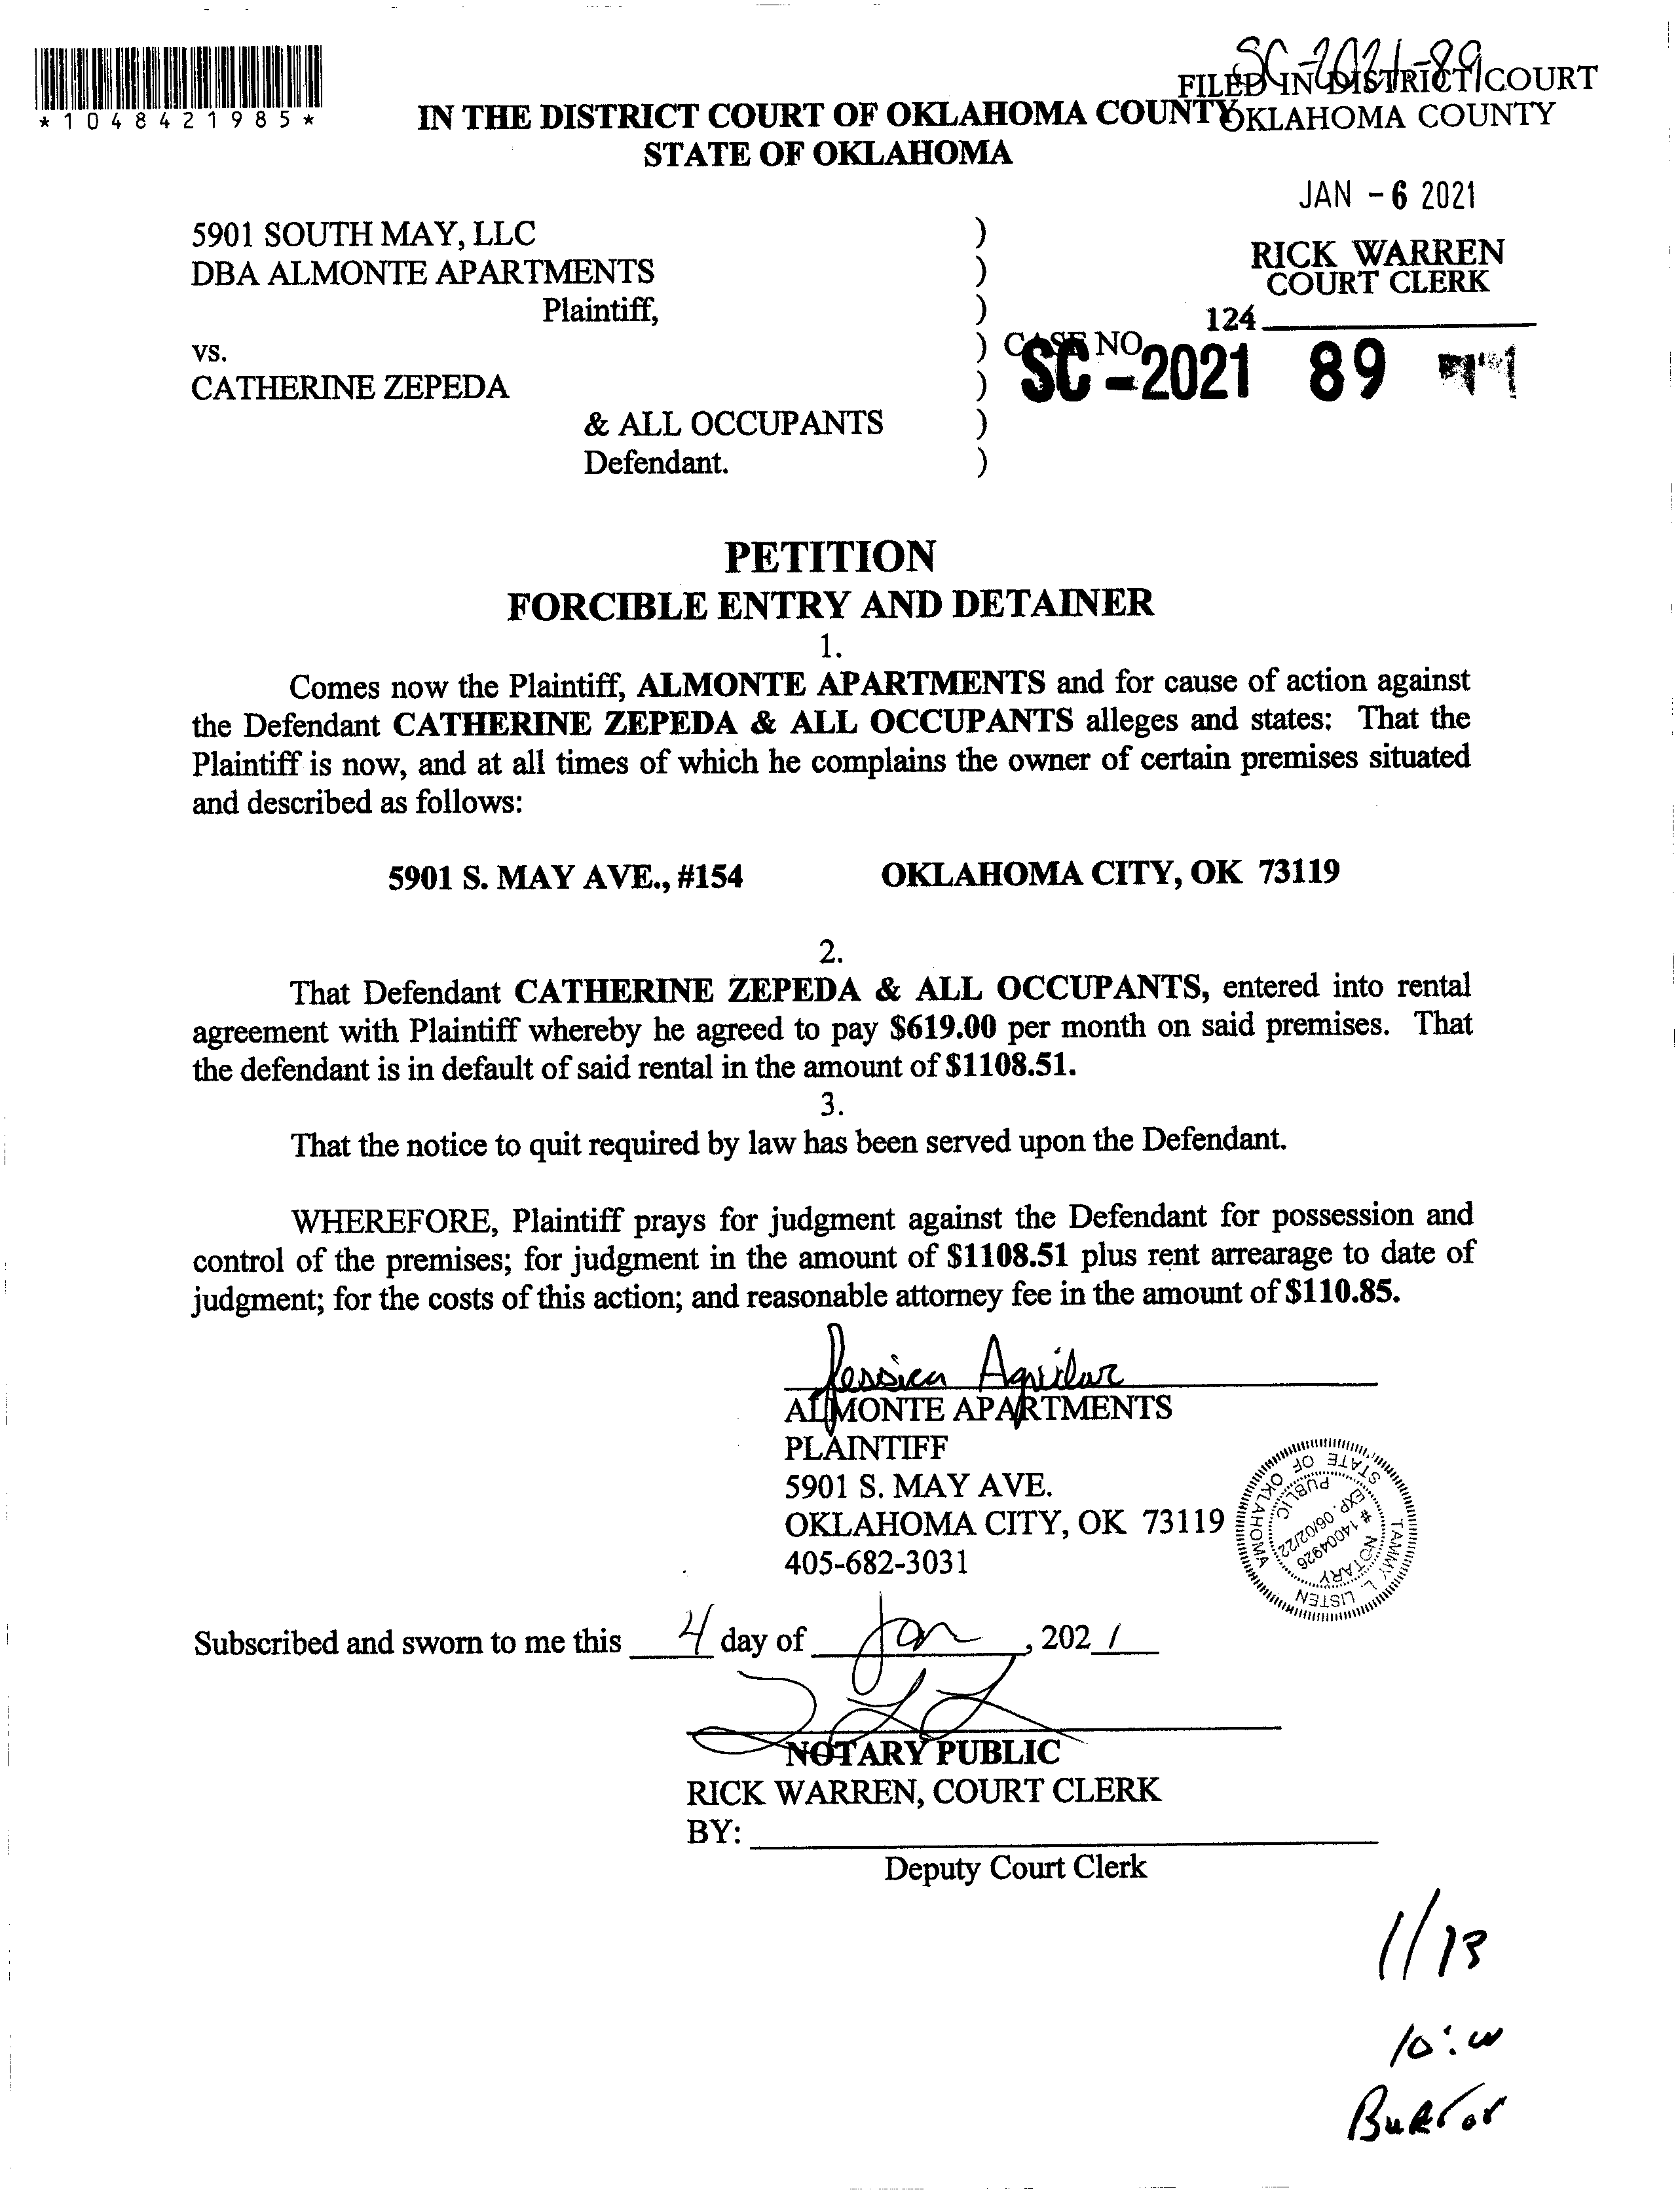 SC-2021-89
FILED IN DISTRICT COURT
OKLAHOMA COUNTY
*1048421985*
IN THE DISTRICT COURT OF OKLAHOMA COUNTY
STATE OF OKLAHOMA
JAN - 6 2021
RICK WARREN
COURT CLERK
124
5901 SOUTH MAY, LLC )
DBA ALMONTE APARTMENTS )
Plaintiff, )
vs. ) CASE NO.
SC - 2021 89
CATHERINE ZEPEDA )
& ALL OCCUPANTS )
Defendant. )
PETITION
FORCIBLE ENTRY AND DETAINER
1.
Comes now the Plaintiff, ALMONTE APARTMENTS and for cause of action against
the Defendant CATHERINE ZEPEDA & ALL OCCUPANTS alleges and states: That the
Plaintiff is now, and at all times of which he complains the owner of certain premises situated
and described as follows:
5901 S. MAY AVE., #154 OKLAHOMA CITY, OK 73119
2.
That Defendant CATHERINE ZEPEDA & ALL OCCUPANTS, entered into rental
agreement with Plaintiff whereby he agreed to pay $619.00 per month on said premises. That
the defendant is in default of said rental in the amount of $1108.51.
3.
That the notice to quit required by law has been served upon the Defendant.
WHEREFORE, Plaintiff prays for judgment against the Defendant for possession and
control of the premises; for judgment in the amount of $1108.51 plus rent arrearage to date of
judgment; for the costs of this action; and reasonable attorney fee in the amount of $110.85.
Jessica Aguilar
ALMONTE APARTMENTS
PLAINTIFF
5901 S. MAY AVE.
OKLAHOMA CITY, OK 73119
405-682-3031
TAMMY L. LISTEN
STATE OF OKLAHOMA
NOTARY PUBLIC
# 14004926
EXP. 06/02/22
Subscribed and sworn to me this 4 day of Jan, 2021
NOTARY PUBLIC
RICK WARREN, COURT CLERK
BY:
Deputy Court Clerk
1/13